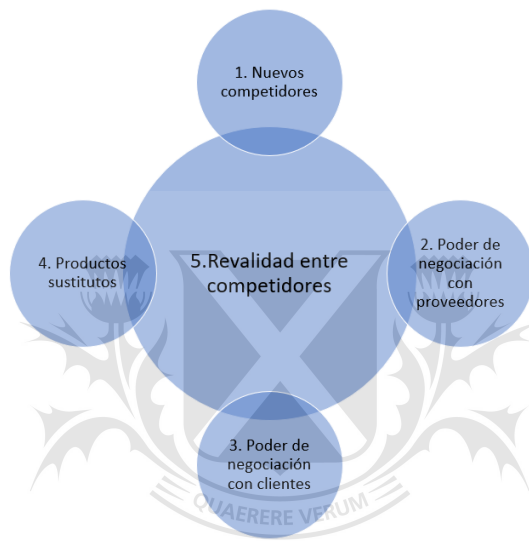 1. Nuevos
competidores
5.Revalidad entre
competidores
4. Productos
sustitutos
2. Poder de
negociación
con
proveedores
3. Poder de
negociación
con clientes
QUAERERE VERUM